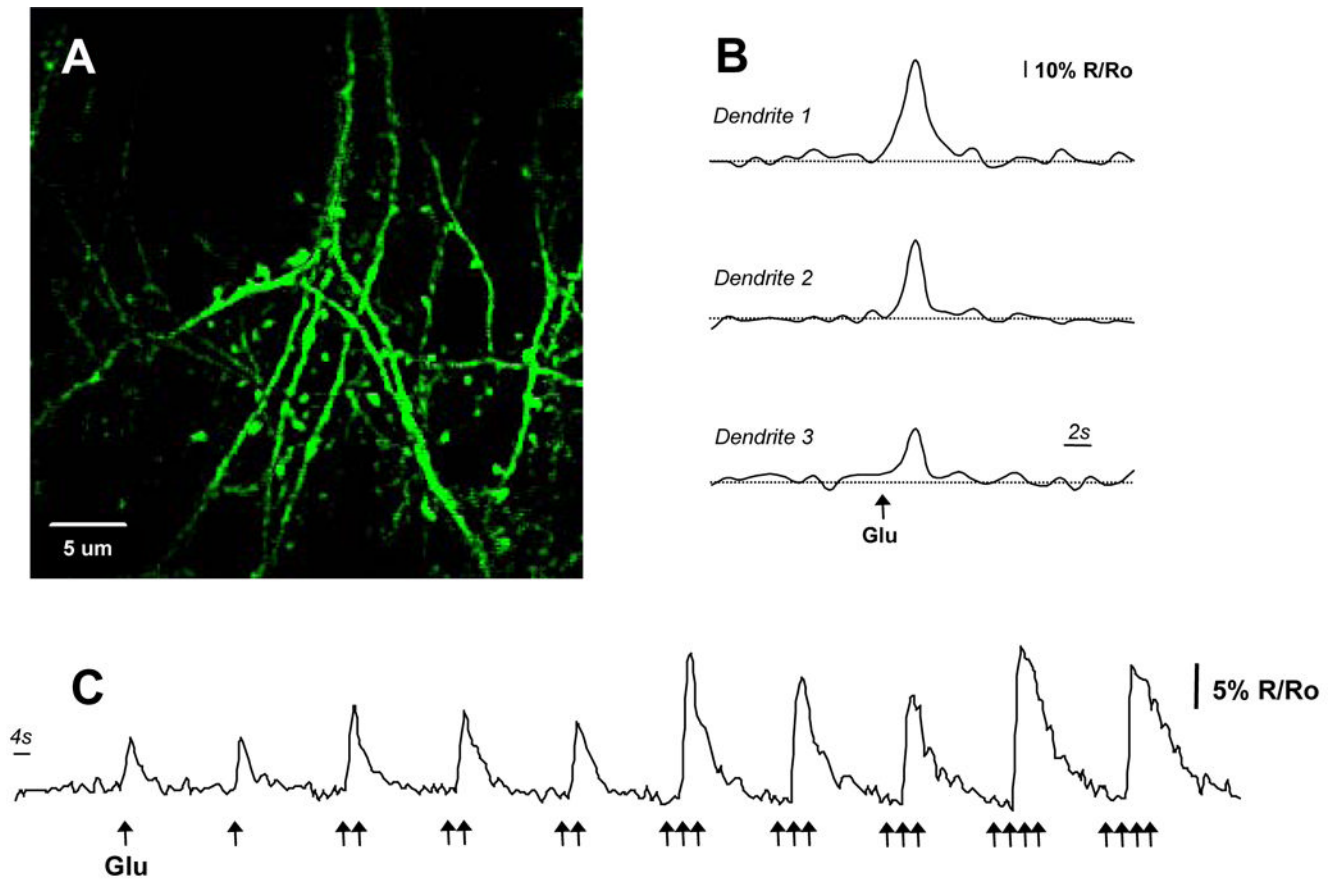 A
5 um
B
10% R/Ro
Dendrite 1
Dendrite 2
Dendrite 3
2s
Glu
C
5% R/Ro
4s
Glu